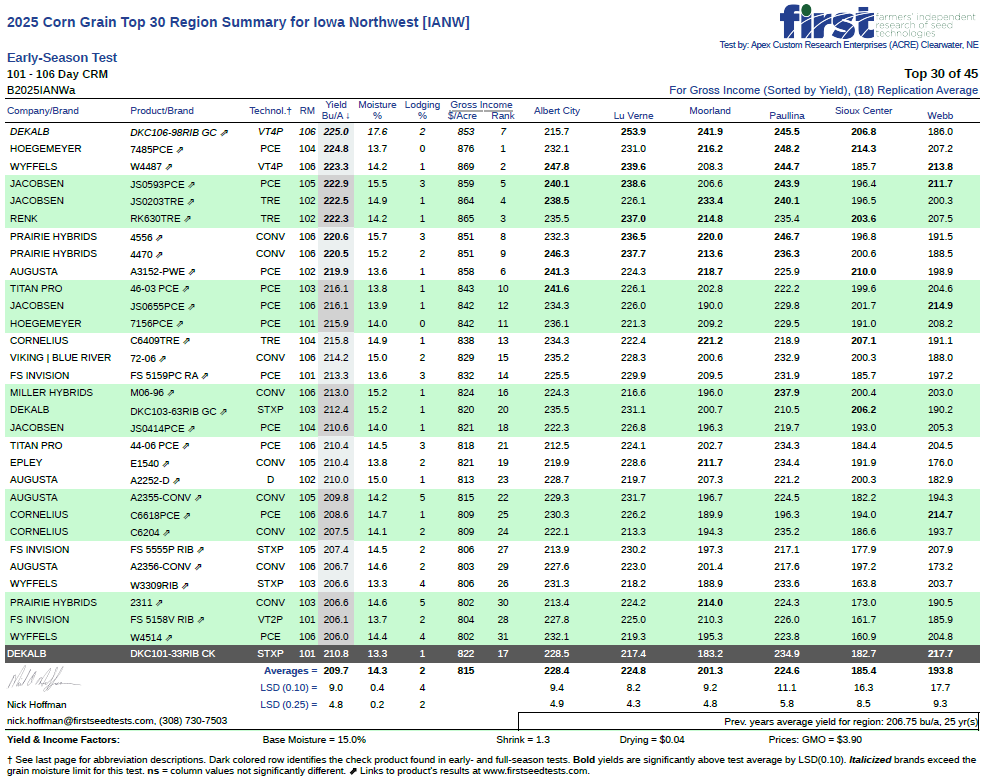 2025 Corn Grain Top 30 Region Summary for Iowa Northwest [IANW]
first farmers' independent research of seed technologies
Test by: Apex Custom Research Enterprises (ACRE) Clearwater, NE
Early-Season Test
101 - 106 Day CRM Top 30 of 45
B2025IANWa For Gross Income (Sorted by Yield), (18) Replication Average
Company/Brand Product/Brand Technol.† RM Yield Bu/A ↓ Moisture % Lodging % Gross Income $/Acre Rank Albert City Lu Verne Moorland Paullina Sioux Center Webb
DEKALB DKC106-98RIB GC ⇗ VT4P 106 225.0 17.6 2 853 7 215.7 253.9 241.9 245.5 206.8 186.0
HOEGEMEYER 7485PCE ⇗ PCE 104 224.8 13.7 0 876 1 232.1 231.0 216.2 248.2 214.3 207.2
WYFFELS W4487 ⇗ VT4P 106 223.3 14.2 1 869 2 247.8 239.6 208.3 244.7 185.7 213.8
JACOBSEN JS0593PCE ⇗ PCE 105 222.9 15.5 3 859 5 240.1 238.6 206.6 243.9 196.4 211.7
JACOBSEN JS0203TRE ⇗ TRE 102 222.5 14.9 1 864 4 238.5 226.1 233.4 240.1 196.5 200.3
RENK RK630TRE ⇗ TRE 102 222.3 14.2 1 865 3 235.5 237.0 214.8 235.4 203.6 207.5
PRAIRIE HYBRIDS 4556 ⇗ CONV 106 220.6 15.7 3 851 8 232.3 236.5 220.0 246.7 196.8 191.5
PRAIRIE HYBRIDS 4470 ⇗ CONV 106 220.5 15.2 2 851 9 246.3 237.7 213.6 236.3 200.6 188.5
AUGUSTA A3152-PWE ⇗ PCE 102 219.9 13.6 1 858 6 241.3 224.3 218.7 225.9 210.0 198.9
TITAN PRO 46-03 PCE ⇗ PCE 103 216.1 13.8 1 843 10 241.6 226.1 202.8 222.2 199.6 204.6
JACOBSEN JS0655PCE ⇗ PCE 106 216.1 13.9 1 842 12 234.3 226.0 190.0 229.8 201.7 214.9
HOEGEMEYER 7156PCE ⇗ PCE 101 215.9 14.0 0 842 11 236.1 221.3 209.2 229.5 191.0 208.2
CORNELIUS C6409TRE ⇗ TRE 104 215.8 14.9 1 838 13 234.3 222.4 221.2 218.9 207.1 191.1
VIKING | BLUE RIVER 72-06 ⇗ CONV 106 214.2 15.0 2 829 15 235.2 228.3 200.6 232.9 200.3 188.0
FS INVISION FS 5159PC RA ⇗ PCE 101 213.3 13.6 3 832 14 225.5 229.9 209.5 231.9 185.7 197.2
MILLER HYBRIDS M06-96 ⇗ CONV 106 213.0 15.2 1 824 16 224.3 216.6 196.0 237.9 200.4 203.0
DEKALB DKC103-63RIB GC ⇗ STXP 103 212.4 15.2 1 820 20 235.5 231.1 200.7 210.5 206.2 190.2
JACOBSEN JS0414PCE ⇗ PCE 104 210.6 14.0 1 821 18 222.3 226.8 196.3 219.7 193.0 205.3
TITAN PRO 44-06 PCE ⇗ PCE 106 210.4 14.5 3 818 21 212.5 224.1 202.7 234.3 184.4 204.5
EPLEY E1540 ⇗ CONV 105 210.4 13.8 2 821 19 219.9 228.6 211.7 234.4 191.9 176.0
AUGUSTA A2252-D ⇗ D 102 210.0 15.0 1 813 23 228.7 219.7 207.3 221.2 200.3 182.9
AUGUSTA A2355-CONV ⇗ CONV 105 209.8 14.2 5 815 22 229.3 231.7 196.7 224.5 182.2 194.3
CORNELIUS C6618PCE ⇗ PCE 106 208.6 14.7 1 809 25 230.3 226.2 189.9 196.3 194.0 214.7
CORNELIUS C6204 ⇗ CONV 102 207.5 14.1 2 809 24 222.1 213.3 194.3 235.2 186.6 193.7
FS INVISION FS 5555P RIB ⇗ STXP 105 207.4 14.5 2 806 27 213.9 230.2 197.3 217.1 177.9 207.9
AUGUSTA A2356-CONV ⇗ CONV 106 206.7 14.6 2 803 29 227.6 223.0 201.4 217.6 197.2 173.2
WYFFELS W3309RIB ⇗ STXP 103 206.6 13.3 4 806 26 231.3 218.2 188.9 233.6 163.8 203.7
PRAIRIE HYBRIDS 2311 ⇗ CONV 103 206.6 14.6 5 802 30 213.4 224.2 214.0 224.3 173.0 190.5
FS INVISION FS 5158V RIB ⇗ VT2P 101 206.1 13.7 2 804 28 227.8 225.0 210.3 226.0 161.7 185.9
WYFFELS W4514 ⇗ PCE 106 206.0 14.4 4 802 31 232.1 219.3 195.3 223.8 160.9 204.8
DEKALB DKC101-33RIB CK STXP 101 210.8 13.3 1 822 17 228.5 217.4 183.2 234.9 182.7 217.7
Averages = 209.7 14.3 2 815 228.4 224.8 201.3 224.6 185.4 193.8
LSD (0.10) = 9.0 0.4 4 9.4 8.2 9.2 11.1 16.3 17.7
Nick Hoffman LSD (0.25) = 4.8 0.2 2 4.9 4.3 4.8 5.8 8.5 9.3
nick.hoffman@firstseedtests.com, (308) 730-7503 Prev. years average yield for region: 206.75 bu/a, 25 yr(s)
Yield & Income Factors: Base Moisture = 15.0% Shrink = 1.3 Drying = $0.04 Prices: GMO = $3.90
† See last page for abbreviation descriptions. Dark colored row identifies the check product found in early- and full-season tests. Bold yields are significantly above test average by LSD(0.10). Italicized brands exceed the
grain moisture limit for this test. ns = column values not significantly different. ⇗ Links to product's results at www.firstseedtests.com.